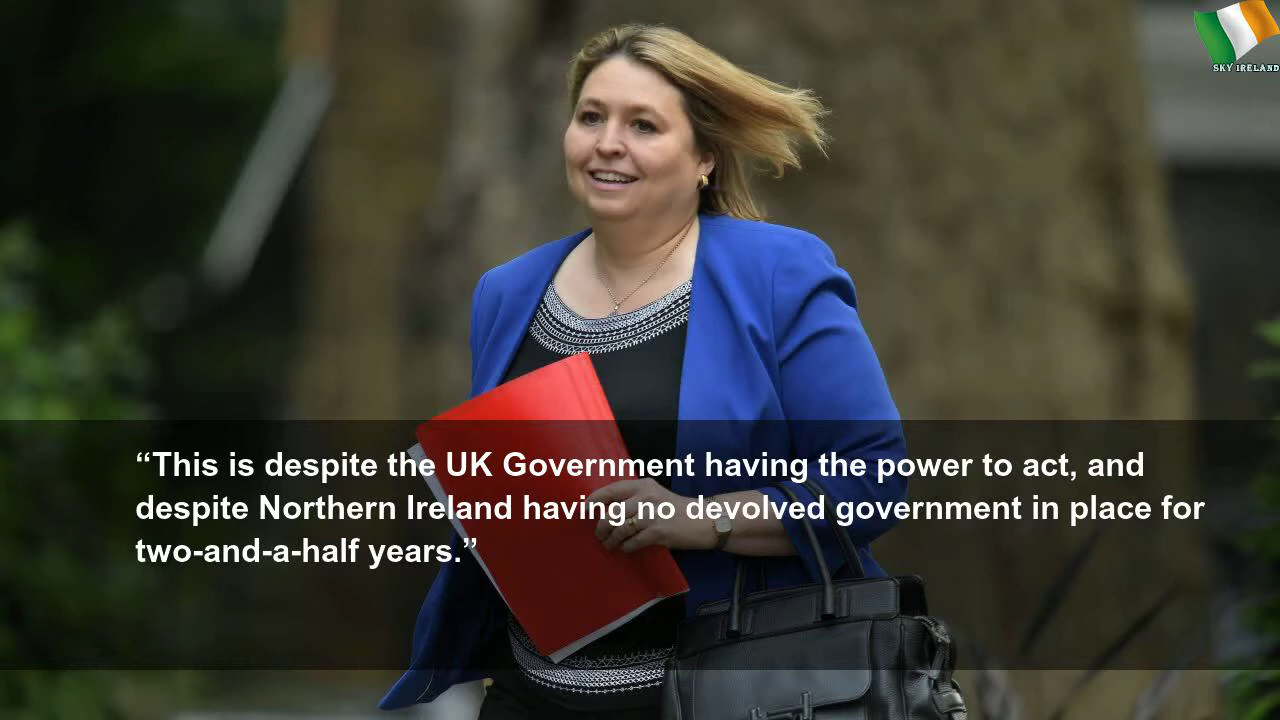 SKY IRELAND
“This is despite the UK Government having the power to act, and
despite Northern Ireland having no devolved government in place for
two-and-a-half years.”